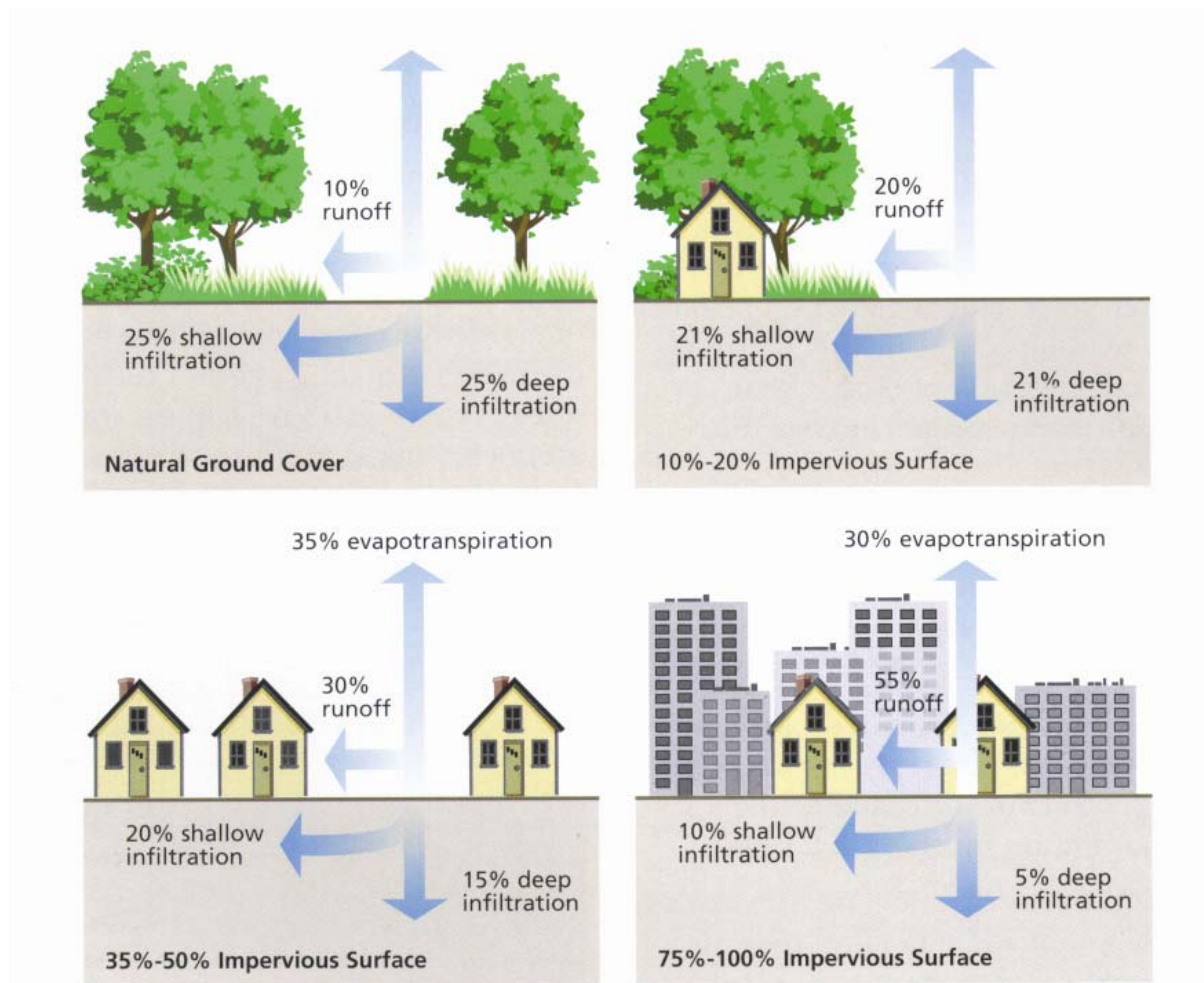 10%
runoff
25% shallow
infiltration
25% deep
infiltration
Natural Ground Cover
20%
runoff
21% shallow
infiltration
21% deep
infiltration
10%-20% Impervious Surface
35% evapotranspiration
30%
runoff
20% shallow
infiltration
15% deep
infiltration
35%-50% Impervious Surface
30% evapotranspiration
55%
runoff
10% shallow
infiltration
5% deep
infiltration
75%-100% Impervious Surface